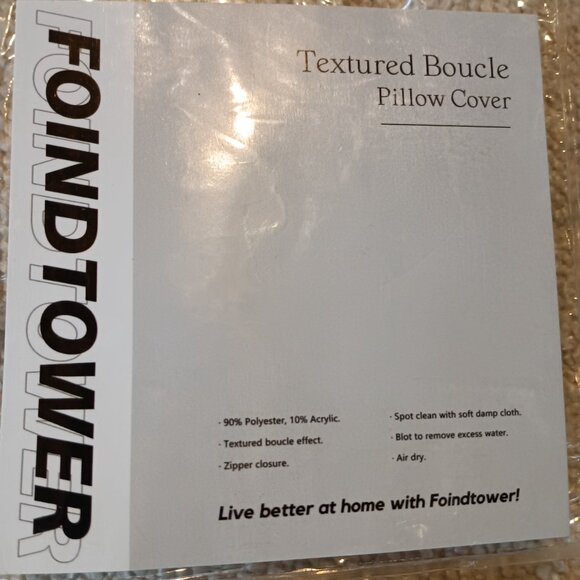 FOINDTOWER
FOINDTOWER
Textured Boucle
Pillow Cover
· 90% Polyester, 10% Acrylic.
· Textured boucle effect.
· Zipper closure.
· Spot clean with soft damp cloth.
· Blot to remove excess water.
· Air dry.
Live better at home with Foindtower!